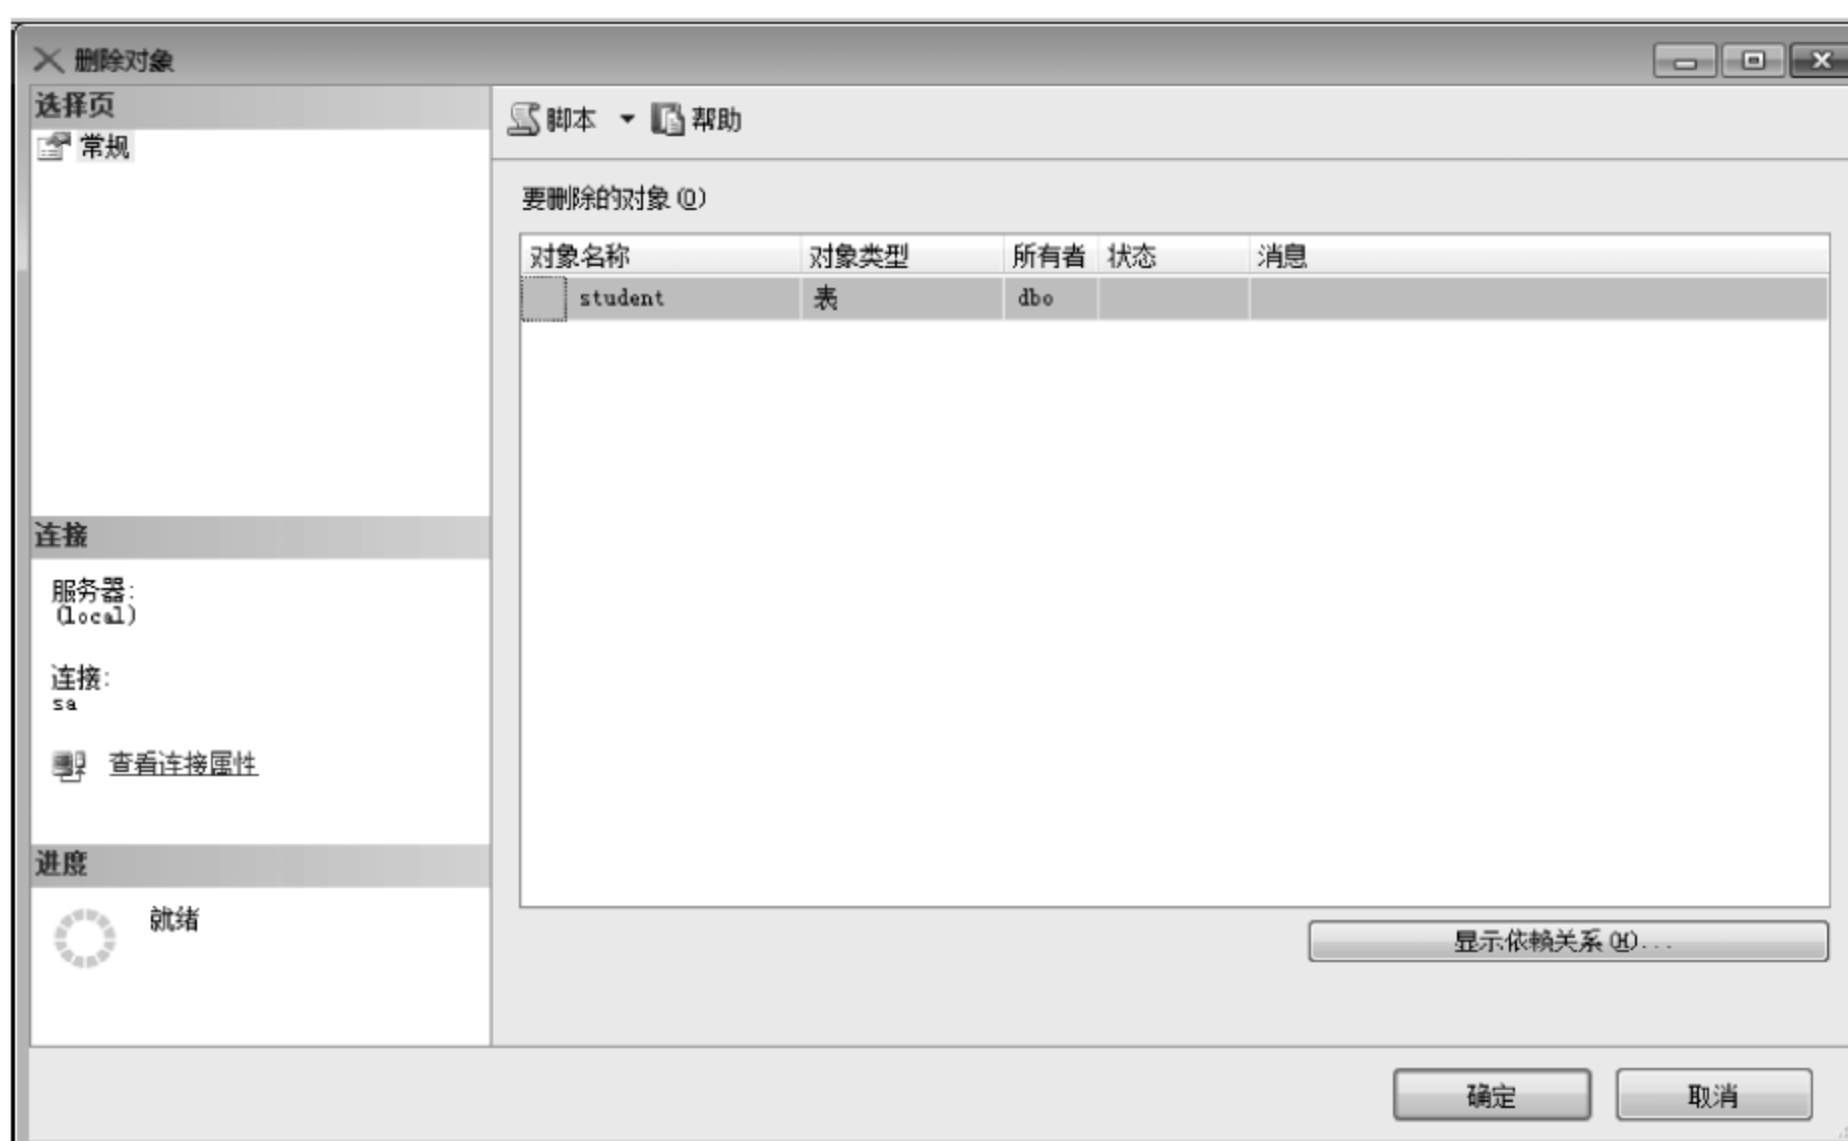 删除对象
选择页
常规
脚本 帮助
要删除的对象(O)
对象名称 对象类型 所有者 状态 消息
student 表 dbo
连接
服务器:
(local)
连接:
sa
查看连接属性
进度
就绪
显示依赖关系(H)...
确定 取消